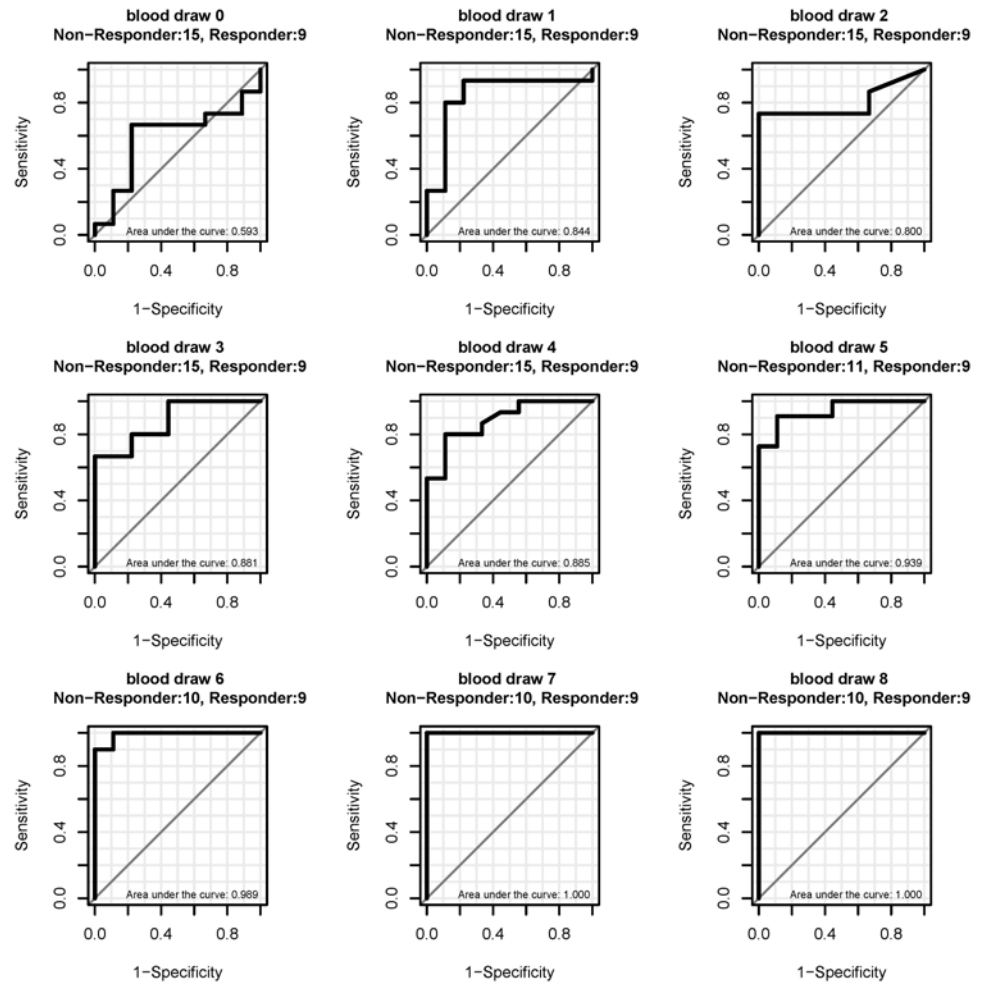 blood draw 0
Non−Responder:15, Responder:9
Sensitivity
0.0 0.4 0.8
Area under the curve: 0.593
0.0 0.4 0.8
1−Specificity
blood draw 1
Non−Responder:15, Responder:9
Sensitivity
0.0 0.4 0.8
Area under the curve: 0.844
0.0 0.4 0.8
1−Specificity
blood draw 2
Non−Responder:15, Responder:9
Sensitivity
0.0 0.4 0.8
Area under the curve: 0.800
0.0 0.4 0.8
1−Specificity
blood draw 3
Non−Responder:15, Responder:9
Sensitivity
0.0 0.4 0.8
Area under the curve: 0.881
0.0 0.4 0.8
1−Specificity
blood draw 4
Non−Responder:15, Responder:9
Sensitivity
0.0 0.4 0.8
Area under the curve: 0.885
0.0 0.4 0.8
1−Specificity
blood draw 5
Non−Responder:11, Responder:9
Sensitivity
0.0 0.4 0.8
Area under the curve: 0.939
0.0 0.4 0.8
1−Specificity
blood draw 6
Non−Responder:10, Responder:9
Sensitivity
0.0 0.4 0.8
Area under the curve: 0.989
0.0 0.4 0.8
1−Specificity
blood draw 7
Non−Responder:10, Responder:9
Sensitivity
0.0 0.4 0.8
Area under the curve: 1.000
0.0 0.4 0.8
1−Specificity
blood draw 8
Non−Responder:10, Responder:9
Sensitivity
0.0 0.4 0.8
Area under the curve: 1.000
0.0 0.4 0.8
1−Specificity